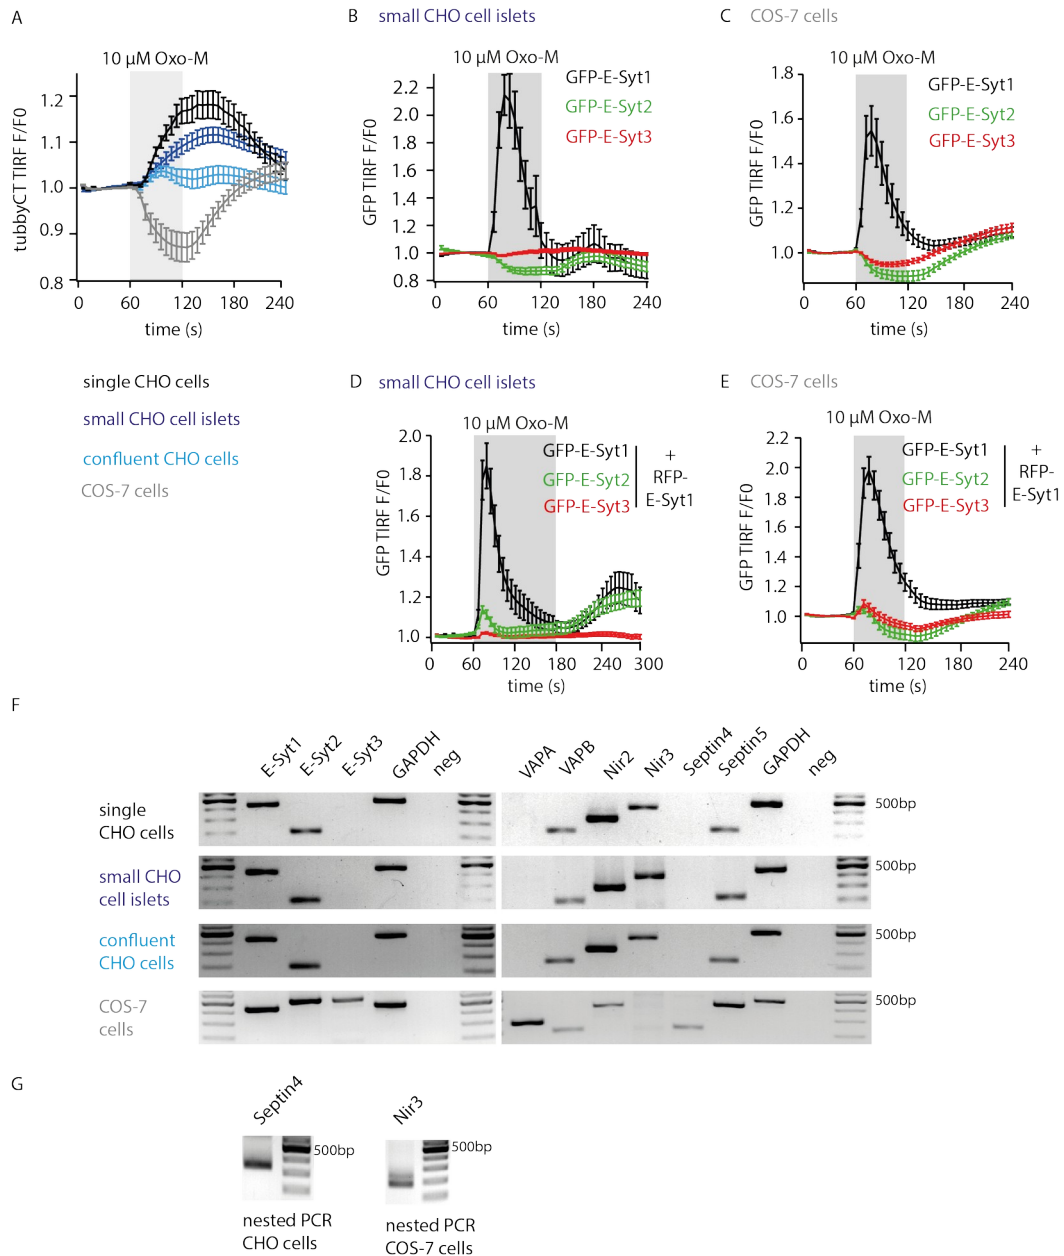 A
10 µM Oxo-M
tubbyCT TIRF F/F0
1.2
1.1
1.0
0.9
0.8
0 60 120 180 240
time (s)
single CHO cells
small CHO cell islets
confluent CHO cells
COS-7 cells
B small CHO cell islets
10 µM Oxo-M
GFP-E-Syt1
GFP-E-Syt2
GFP-E-Syt3
GFP TIRF F/F0
2.2
2.0
1.8
1.6
1.4
1.2
1.0
0.8
0 60 120 180 240
time (s)
C COS-7 cells
10 µM Oxo-M
GFP-E-Syt1
GFP-E-Syt2
GFP-E-Syt3
GFP TIRF F/F0
1.8
1.6
1.4
1.2
1.0
0 60 120 180 240
time (s)
D small CHO cell islets
10 µM Oxo-M
GFP-E-Syt1
GFP-E-Syt2
GFP-E-Syt3
+
RFP-
E-Syt1
GFP TIRF F/F0
2.0
1.8
1.6
1.4
1.2
1.0
0 60 120 180 240 300
time (s)
E COS-7 cells
10 µM Oxo-M
GFP-E-Syt1
GFP-E-Syt2
GFP-E-Syt3
+
RFP-
E-Syt1
GFP TIRF F/F0
2.2
2.0
1.8
1.6
1.4
1.2
1.0
0 60 120 180 240
time (s)
F
E-Syt1 E-Syt2 E-Syt3 GAPDH neg VAPA VAPB Nir2 Nir3 Septin4 Septin5 GAPDH neg
single
CHO cells
500bp
small CHO
cell islets
500bp
confluent
CHO cells
500bp
COS-7
cells
500bp
G
Septin4
500bp
nested PCR
CHO cells
Nir3
500bp
nested PCR
COS-7 cells